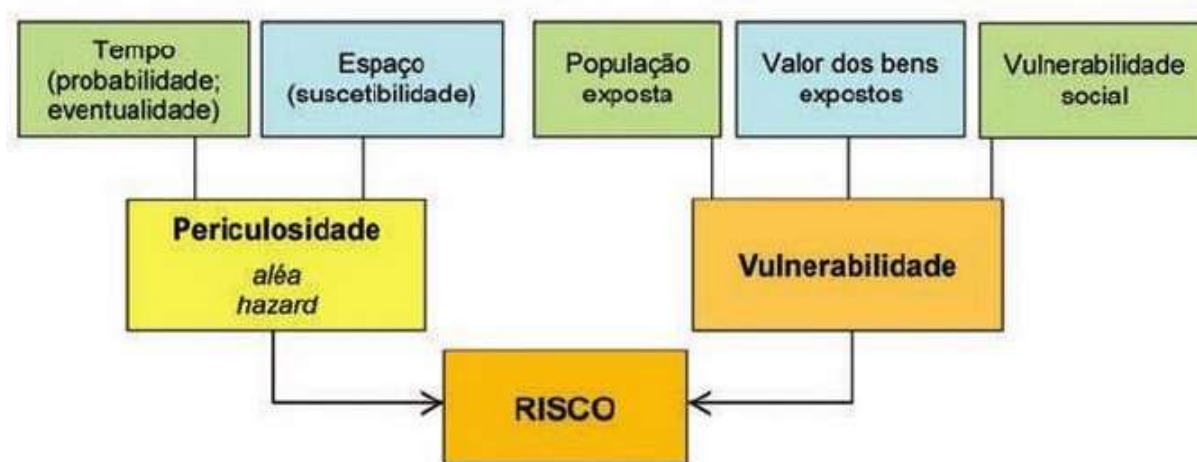 Tempo
(probabilidade;
eventualidade)
Espaço
(suscetibilidade)
População
exposta
Valor dos bens
expostos
Vulnerabilidade
social
Periculosidade
aléa
hazard
Vulnerabilidade
RISCO